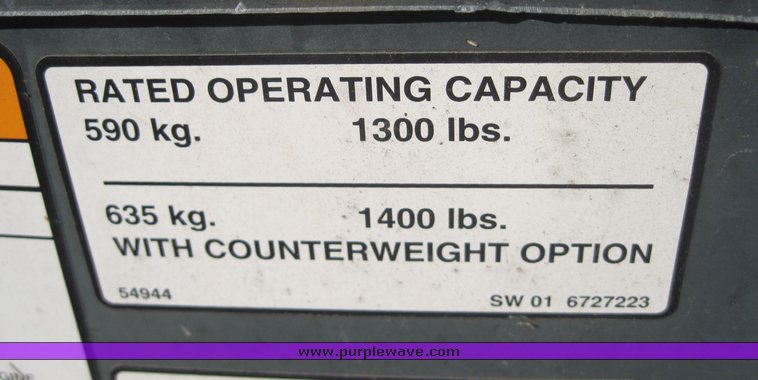 RATED OPERATING CAPACITY
590 kg. 1300 lbs.
635 kg. 1400 lbs.
WITH COUNTERWEIGHT OPTION
54944 SW 01 6727223
www.purplewave.com